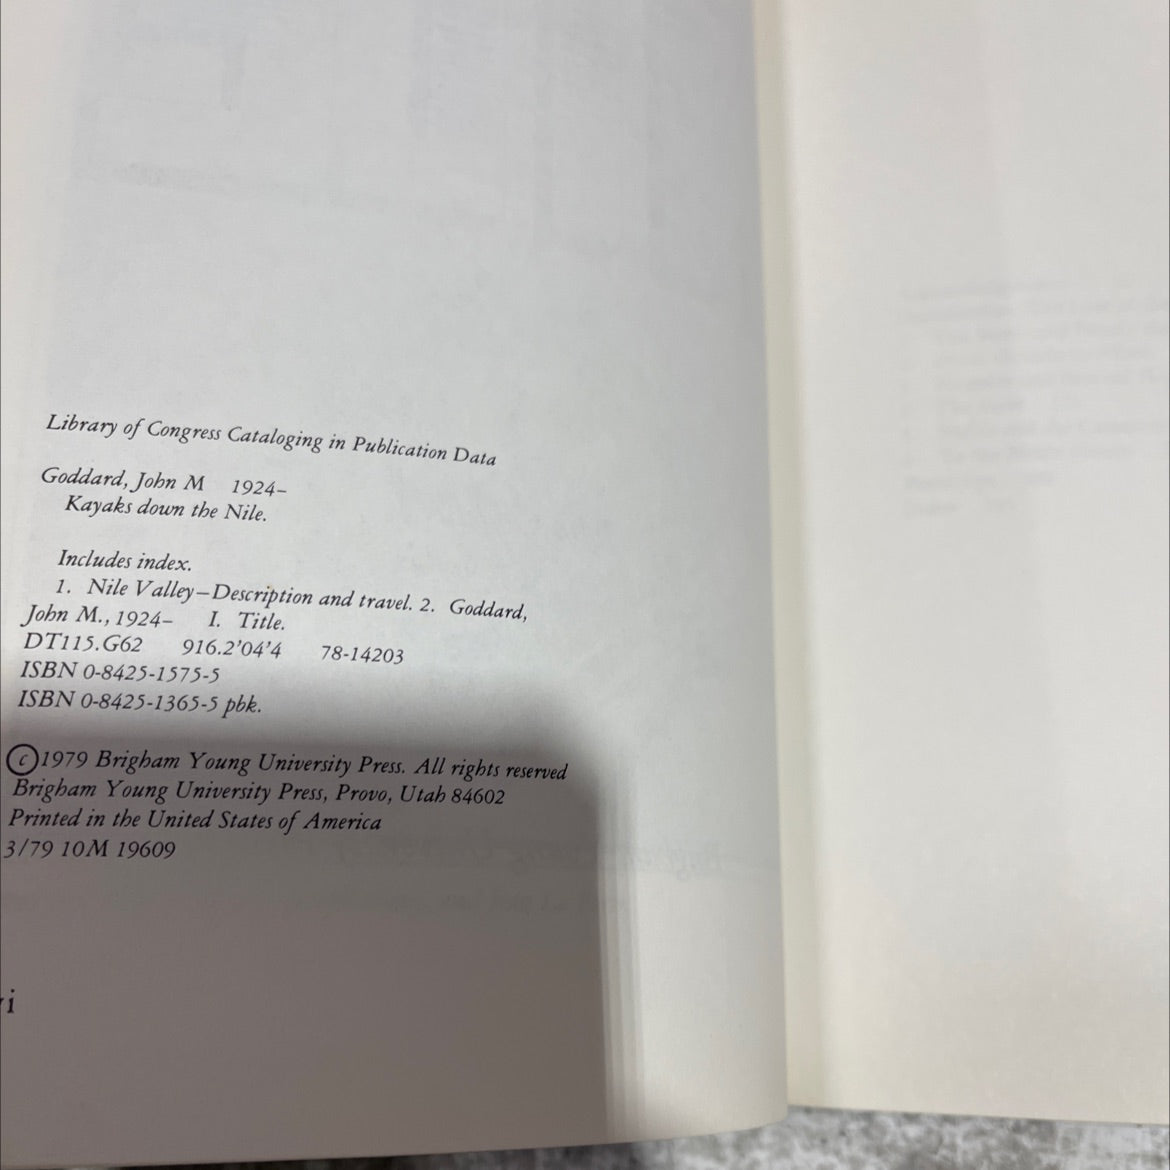 Library of Congress Cataloging in Publication Data
Goddard, John M 1924–
Kayaks down the Nile.
Includes index.
1. Nile Valley—Description and travel. 2. Goddard,
John M., 1924– I. Title.
DT115.G62 916.2'04'4 78-14203
ISBN 0-8425-1575-5
ISBN 0-8425-1365-5 pbk.
©1979 Brigham Young University Press. All rights reserved
Brigham Young University Press, Provo, Utah 84602
Printed in the United States of America
3/79 10M 19609
vi